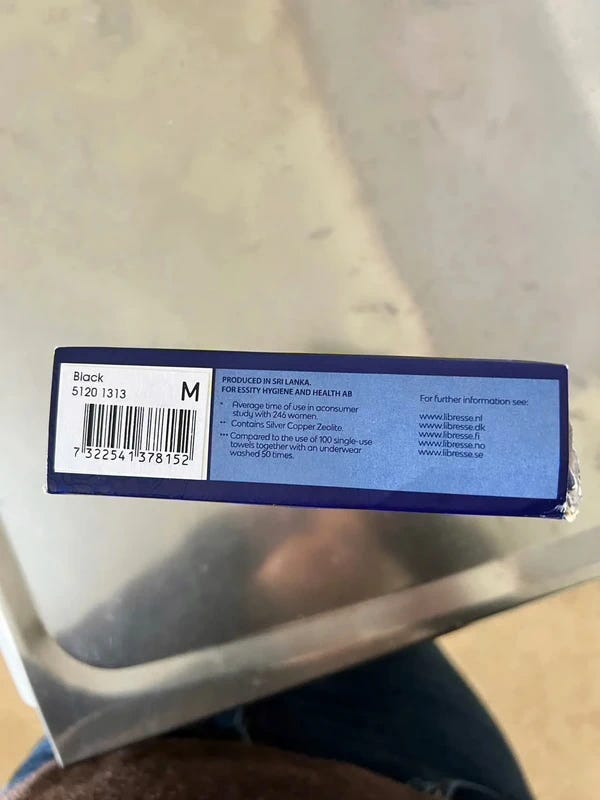 Black
5120 1313
M
7 322541 378152
PRODUCED IN SRI LANKA.
FOR ESSITY HYGIENE AND HEALTH AB
* Average time of use in aconsumer
study with 246 women.
** Contains Silver Copper Zeolite.
*** Compared to the use of 100 single-use
towels together with an underwear
washed 50 times.
For further information see:
www.libresse.nl
www.libresse.dk
www.libresse.fi
www.libresse.no
www.libresse.se